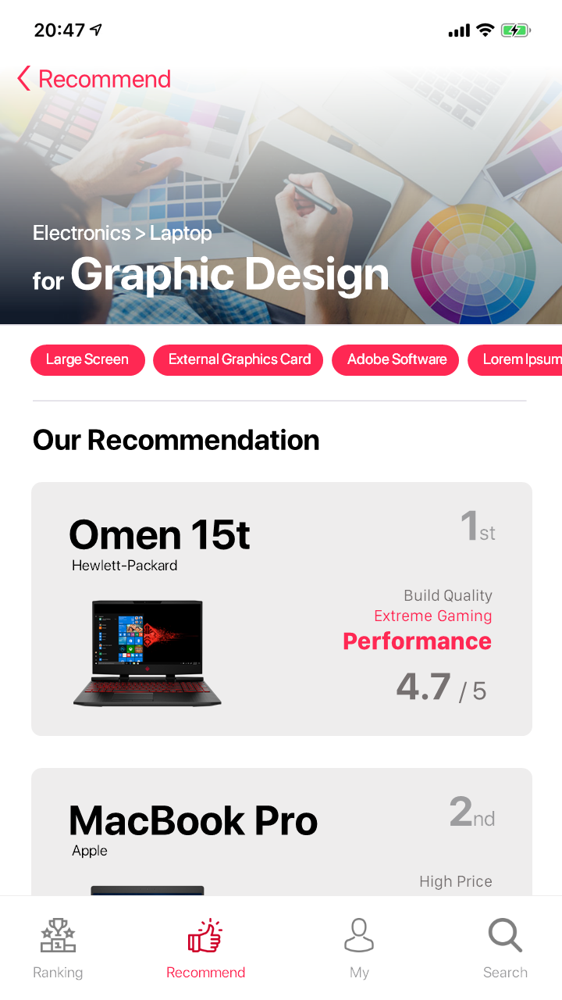 20:47
Recommend
Electronics > Laptop
for Graphic Design
Large Screen
External Graphics Card
Adobe Software
Lorem Ipsum
Our Recommendation
Omen 15t
1st
Hewlett-Packard
Build Quality
Extreme Gaming
Performance
4.7 / 5
MacBook Pro
2nd
Apple
High Price
Ranking
Recommend
My
Search